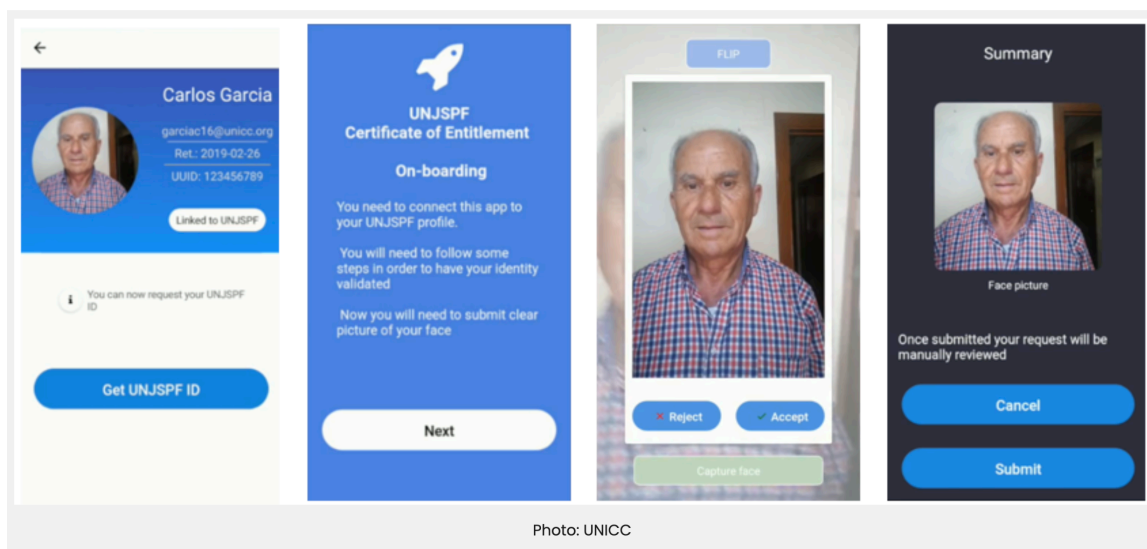 Carlos Garcia
garciac16@unicc.org
Ret.: 2019-02-26
UUID: 123456789
Linked to UNJSPF
i
You can now request your UNJSPF
ID
Get UNJSPF ID
UNJSPF
Certificate of Entitlement
On-boarding
You need to connect this app to
your UNJSPF profile.
You will need to follow some
steps in order to have your identity
validated
Now you will need to submit clear
picture of your face
Next
FLIP
Reject
Accept
Capture face
Summary
Face picture
Once submitted your request will be
manually reviewed
Cancel
Submit
Photo: UNICC